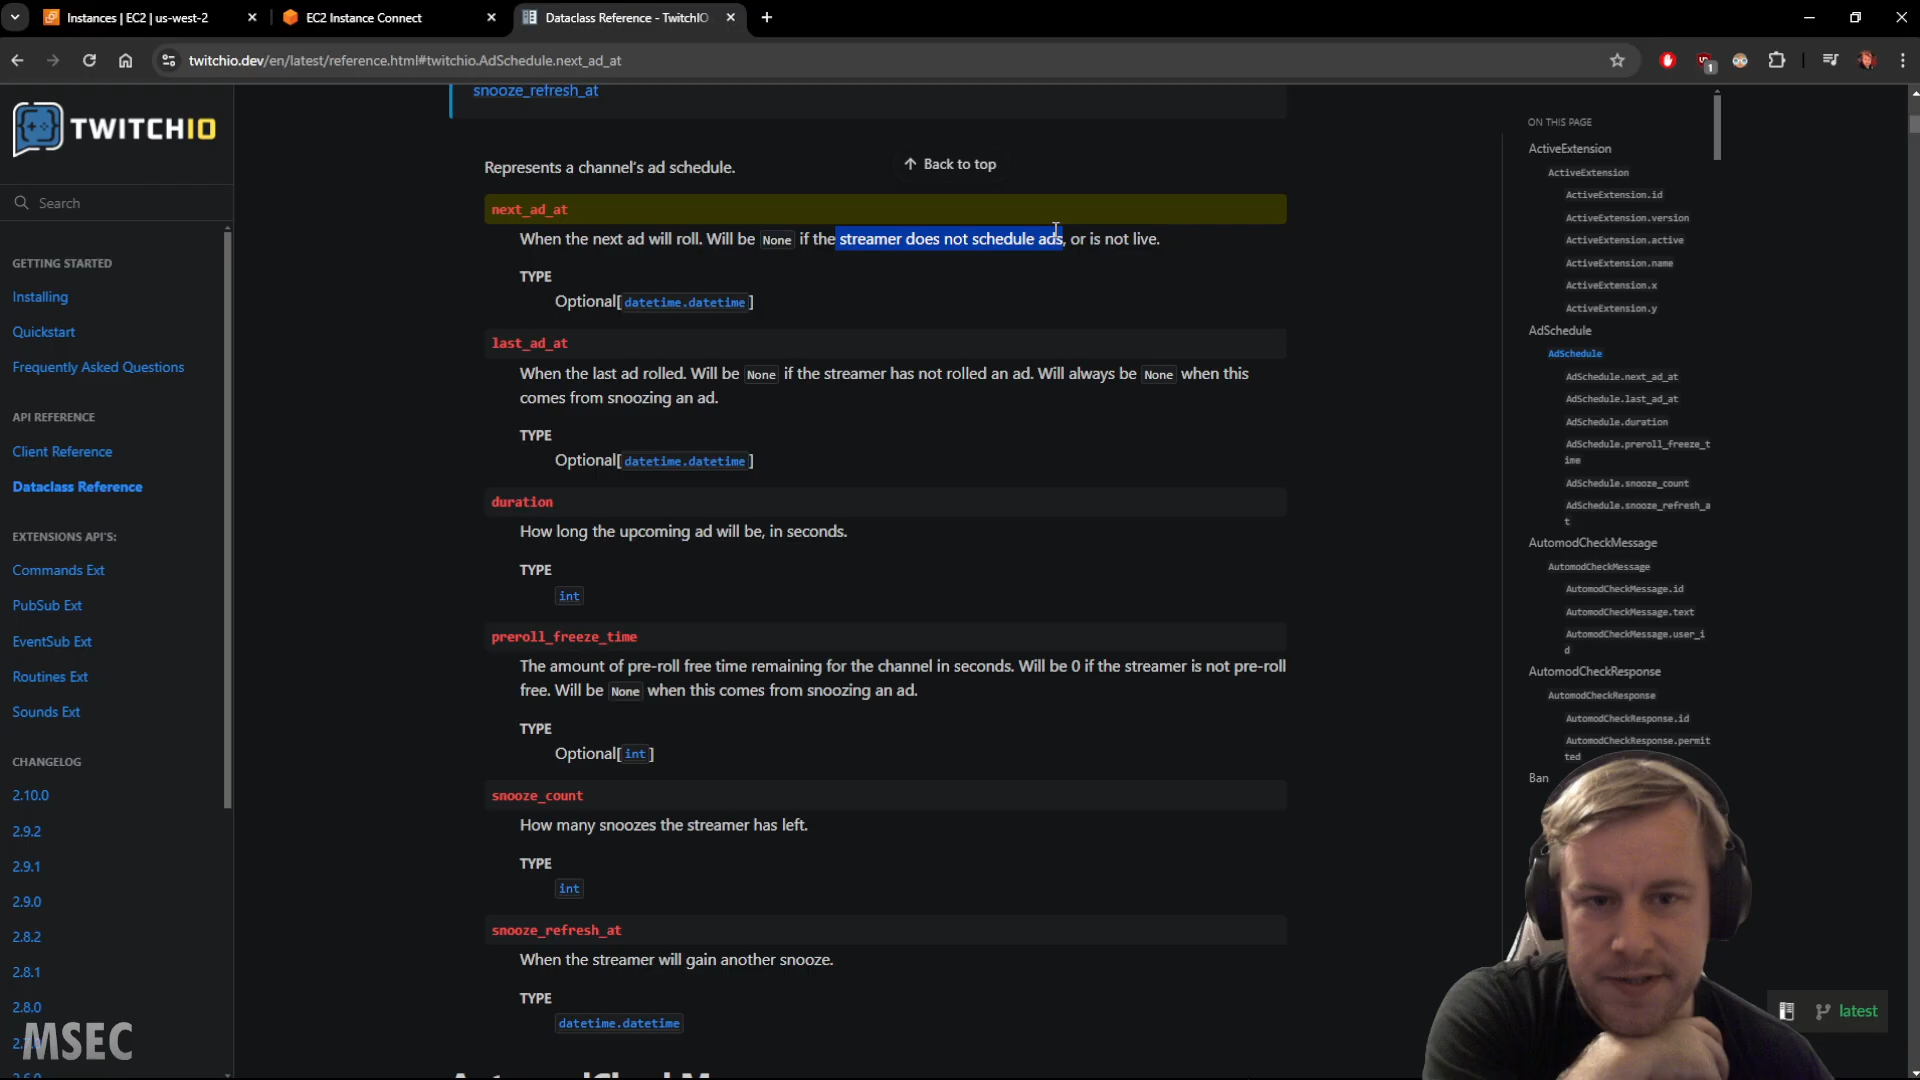 Instances | EC2 | us-west-2
EC2 Instance Connect
Dataclass Reference - TwitchIO
twitchio.dev/en/latest/reference.html#twitchio.AdSchedule.next_ad_at
1
TWITCHIO
Search
GETTING STARTED
Installing
Quickstart
Frequently Asked Questions
API REFERENCE
Client Reference
Dataclass Reference
EXTENSIONS API'S:
Commands Ext
PubSub Ext
EventSub Ext
Routines Ext
Sounds Ext
CHANGELOG
2.10.0
2.9.2
2.9.1
2.9.0
2.8.2
2.8.1
2.8.0
MSEC
snooze_refresh_at
Represents a channel's ad schedule.
Back to top
next_ad_at
When the next ad will roll. Will be None if the streamer does not schedule ads, or is not live.
TYPE
Optional[datetime.datetime]
last_ad_at
When the last ad rolled. Will be None if the streamer has not rolled an ad. Will always be None when this
comes from snoozing an ad.
TYPE
Optional[datetime.datetime]
duration
How long the upcoming ad will be, in seconds.
TYPE
int
preroll_freeze_time
The amount of pre-roll free time remaining for the channel in seconds. Will be 0 if the streamer is not pre-roll
free. Will be None when this comes from snoozing an ad.
TYPE
Optional[int]
snooze_count
How many snoozes the streamer has left.
TYPE
int
snooze_refresh_at
When the streamer will gain another snooze.
TYPE
datetime.datetime
ON THIS PAGE
ActiveExtension
ActiveExtension
ActiveExtension.id
ActiveExtension.version
ActiveExtension.active
ActiveExtension.name
ActiveExtension.x
ActiveExtension.y
AdSchedule
AdSchedule
AdSchedule.next_ad_at
AdSchedule.last_ad_at
AdSchedule.duration
AdSchedule.preroll_freeze_t
ime
AdSchedule.snooze_count
AdSchedule.snooze_refresh_a
t
AutomodCheckMessage
AutomodCheckMessage
AutomodCheckMessage.id
AutomodCheckMessage.text
AutomodCheckMessage.user_i
d
AutomodCheckResponse
AutomodCheckResponse
AutomodCheckResponse.id
AutomodCheckResponse.permit
ted
Ban
latest